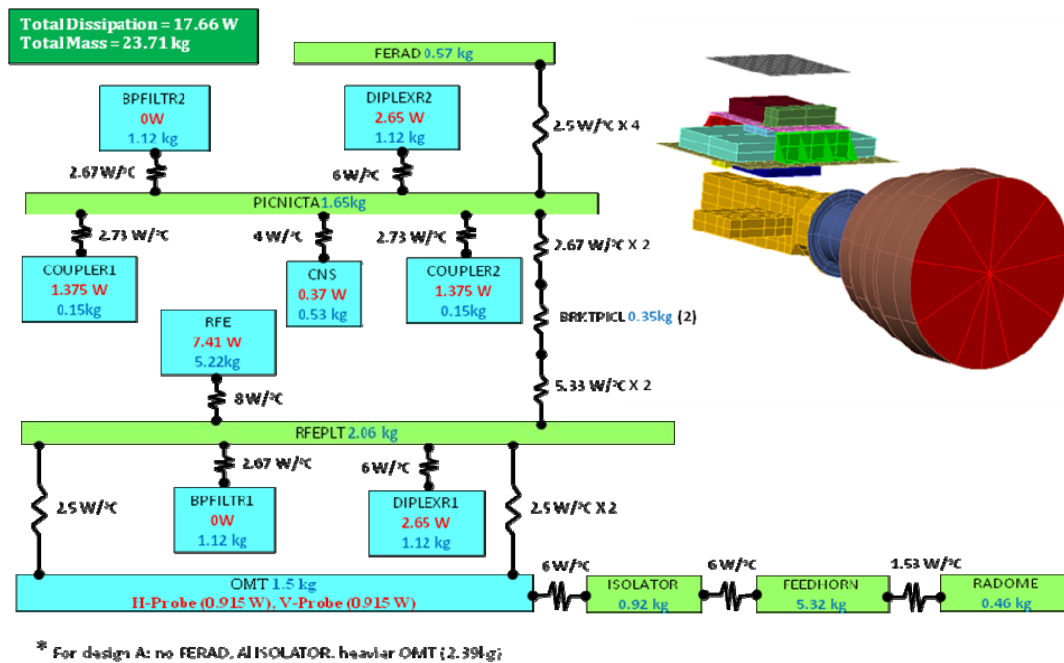 Total Dissipation = 17.66 W
Total Mass = 23.71 kg
FERAD 0.57 kg
BPFILTR2
0W
1.12 kg
DIPLEXR2
2.65 W
1.12 kg
2.5 W/°C X 4
2.67 W/°C
6 W/°C
PICNICTA 1.65kg
2.73 W/°C
4 W/°C
2.73 W/°C
2.67 W/°C X 2
COUPLER1
1.375 W
0.15kg
CNS
0.37 W
0.53 kg
COUPLER2
1.375 W
0.15kg
BRKTPICL 0.35kg (2)
RFE
7.41 W
5.22kg
5.33 W/°C X 2
8 W/°C
RFEPLT 2.06 kg
2.67 W/°C
6 W/°C
2.5 W/°C
BPFILTR1
0W
1.12 kg
DIPLEXR1
2.65 W
1.12 kg
2.5 W/°C X 2
6 W/°C
6 W/°C
1.53 W/°C
OMT 1.5 kg
H-Probe (0.915 W), V-Probe (0.915 W)
ISOLATOR
0.92 kg
FEEDHORN
5.32 kg
RADOME
0.46 kg
* For design A: no FERAD, Al ISOLATOR, heavier OMT (2.39kg)